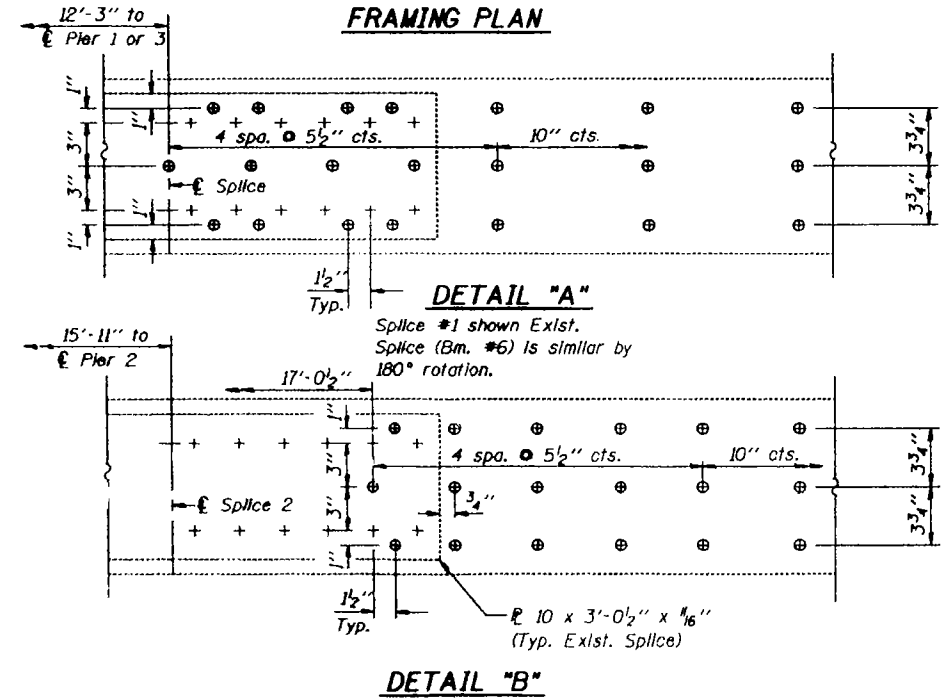 FRAMING PLAN
12'-3" to
℄ Pier 1 or 3
1"
1"
3"
3"
1"
1"
4 spa. @ 5½" cts.
10" cts.
3¾"
3¾"
℄ Splice
1½"
Typ.
DETAIL "A"
Splice #1 shown Exist.
Splice (Bm. #6) is similar by
180° rotation.
15'-11" to
℄ Pier 2
17'-0½"
1"
3"
3"
1"
4 spa. @ 5½" cts.
10" cts.
3¾"
3¾"
¾"
℄ Splice 2
1½"
Typ.
℄ 10 x 3'-0½" x 11/16"
(Typ. Exist. Splice)
DETAIL "B"